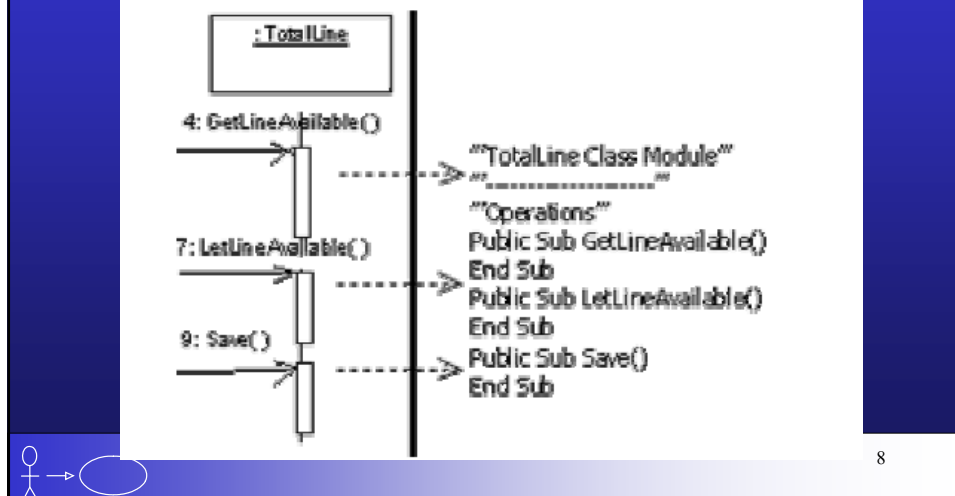 : TotalLine
4: GetLineAvailable()
7: LetLineAvailable( )
9: Save( )
'''TotalLine Class Module'''
'''--------------------'''
'''Operations'''
Public Sub GetLineAvailable()
End Sub
Public Sub LetLineAvailable()
End Sub
Public Sub Save()
End Sub
8